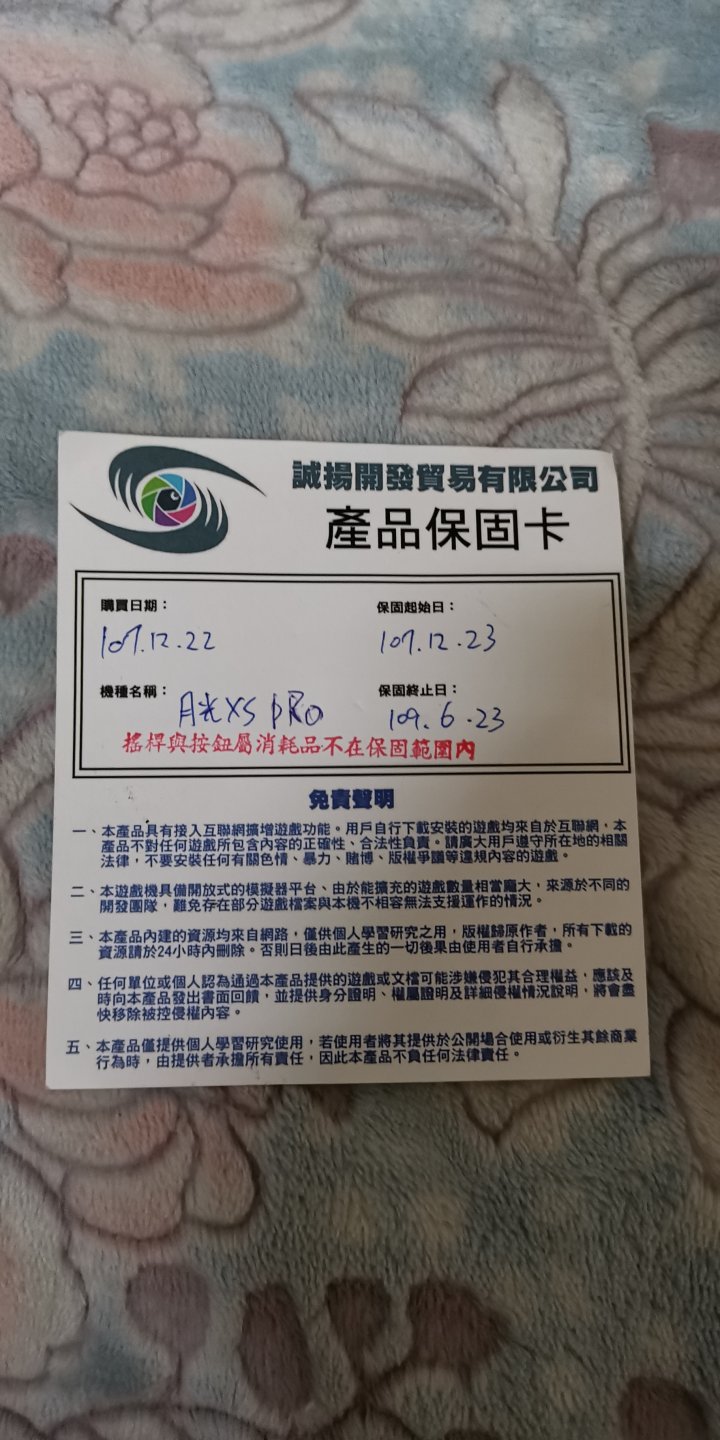 誠揚開發貿易有限公司
產品保固卡
購買日期：
保固起始日：
107.12.22
107.12.23
機種名稱：
保固終止日：
月光XS PRO
109.6.23
搖桿與按鈕屬消耗品不在保固範圍內
免責聲明
一、本產品具有接入互聯網擴增遊戲功能。用戶自行下載安裝的遊戲均來自於互聯網，本
產品不對任何遊戲所包含內容的正確性、合法性負責。請廣大用戶遵守所在地的相關
法律，不要安裝任何有關色情、暴力、賭博、版權爭議等違規內容的遊戲。
二、本遊戲機具備開放式的模擬器平台、由於能擴充的遊戲數量相當龐大，來源於不同的
開發團隊，難免存在部分遊戲檔案與本機不相容無法支援運作的情況。
三、本產品內建的資源均來自網路，僅供個人學習研究之用，版權歸原作者，所有下載的
資源請於24小時內刪除。否則日後由此產生的一切後果由使用者自行承擔。
四、任何單位或個人認為通過本產品提供的遊戲或文檔可能涉嫌侵犯其合理權益，應該及
時向本產品發出書面回饋，並提供身分證明、權屬證明及詳細侵權情況說明，將會盡
快移除被控侵權內容。
五、本產品僅提供個人學習研究使用，若使用者將其提供於公開場合使用或衍生其餘商業
行為時，由提供者承擔所有責任，因此本產品不負任何法律責任。